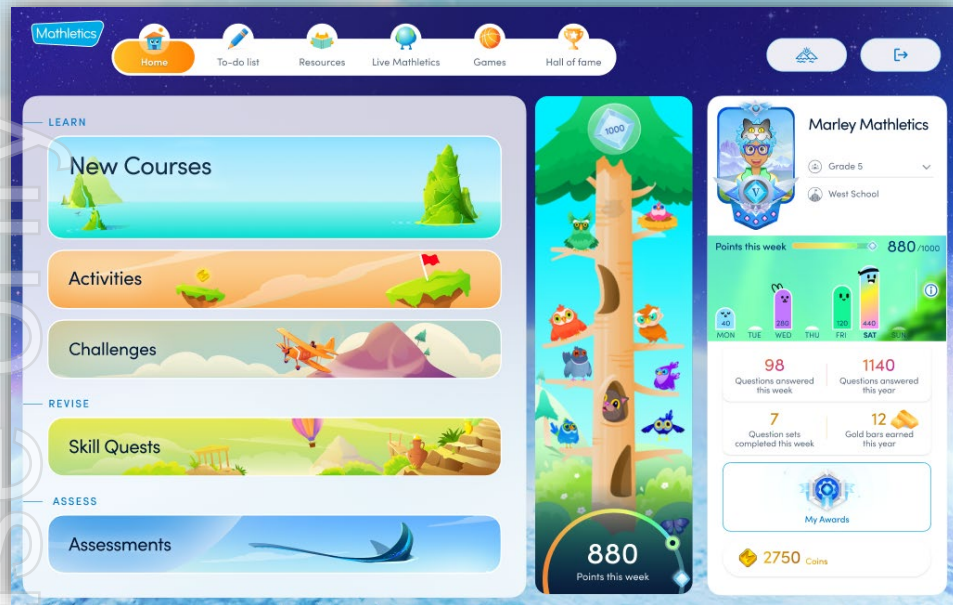 Mathletics
Home
To-do list
Resources
Live Mathletics
Games
Hall of fame
LEARN
New Courses
Activities
Challenges
REVISE
Skill Quests
ASSESS
Assessments
1000
880
Points this week
Marley Mathletics
Grade 5
West School
V
Points this week
880/1000
40
280
120
440
MON TUE WED THU FRI SAT SUN
98
Questions answered
this week
1140
Questions answered
this year
7
Question sets
completed this week
12
Gold bars earned
this year
My Awards
2750 Coins